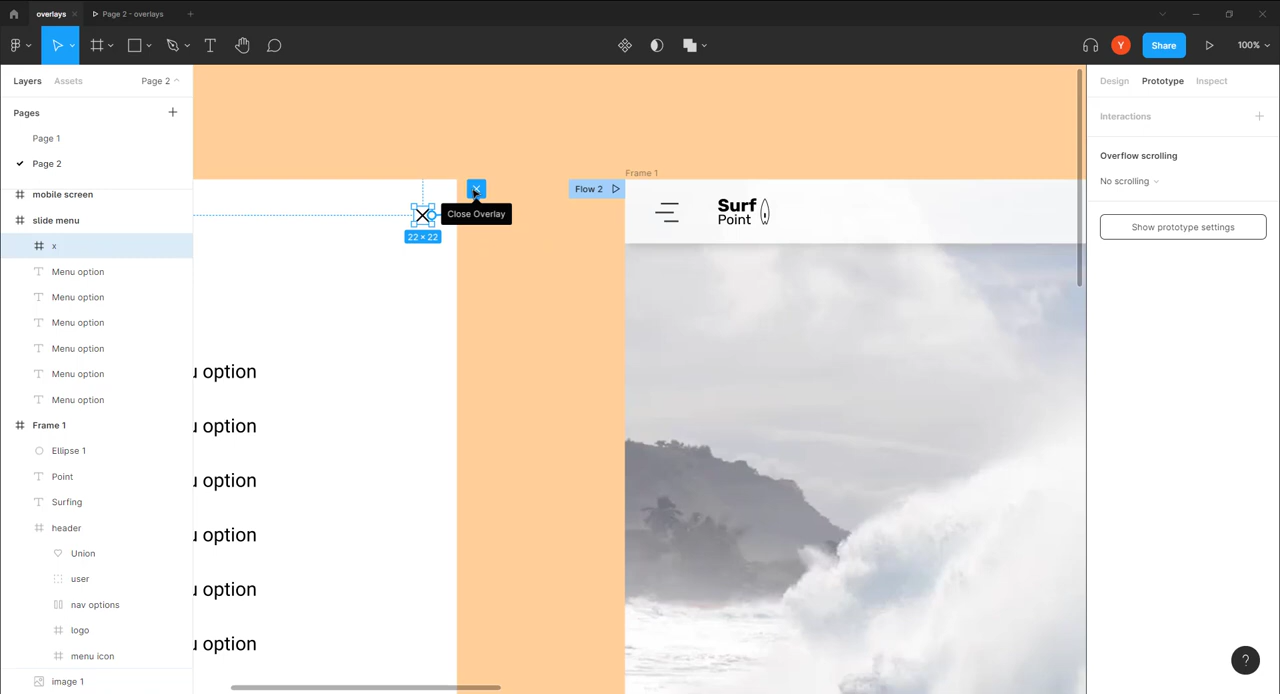 overlays
Page 2 - overlays
Share
100%
Layers
Assets
Page 2
Design
Prototype
Inspect
Pages
Page 1
Page 2
Interactions
Overflow scrolling
No scrolling
Show prototype settings
mobile screen
slide menu
x
Menu option
Menu option
Menu option
Menu option
Menu option
Menu option
Frame 1
Ellipse 1
Point
Surfing
header
Union
user
nav options
logo
menu icon
image 1
Close Overlay
22 × 22
u option
u option
u option
u option
u option
u option
Flow 2
Frame 1
Surf
Point
Y
?